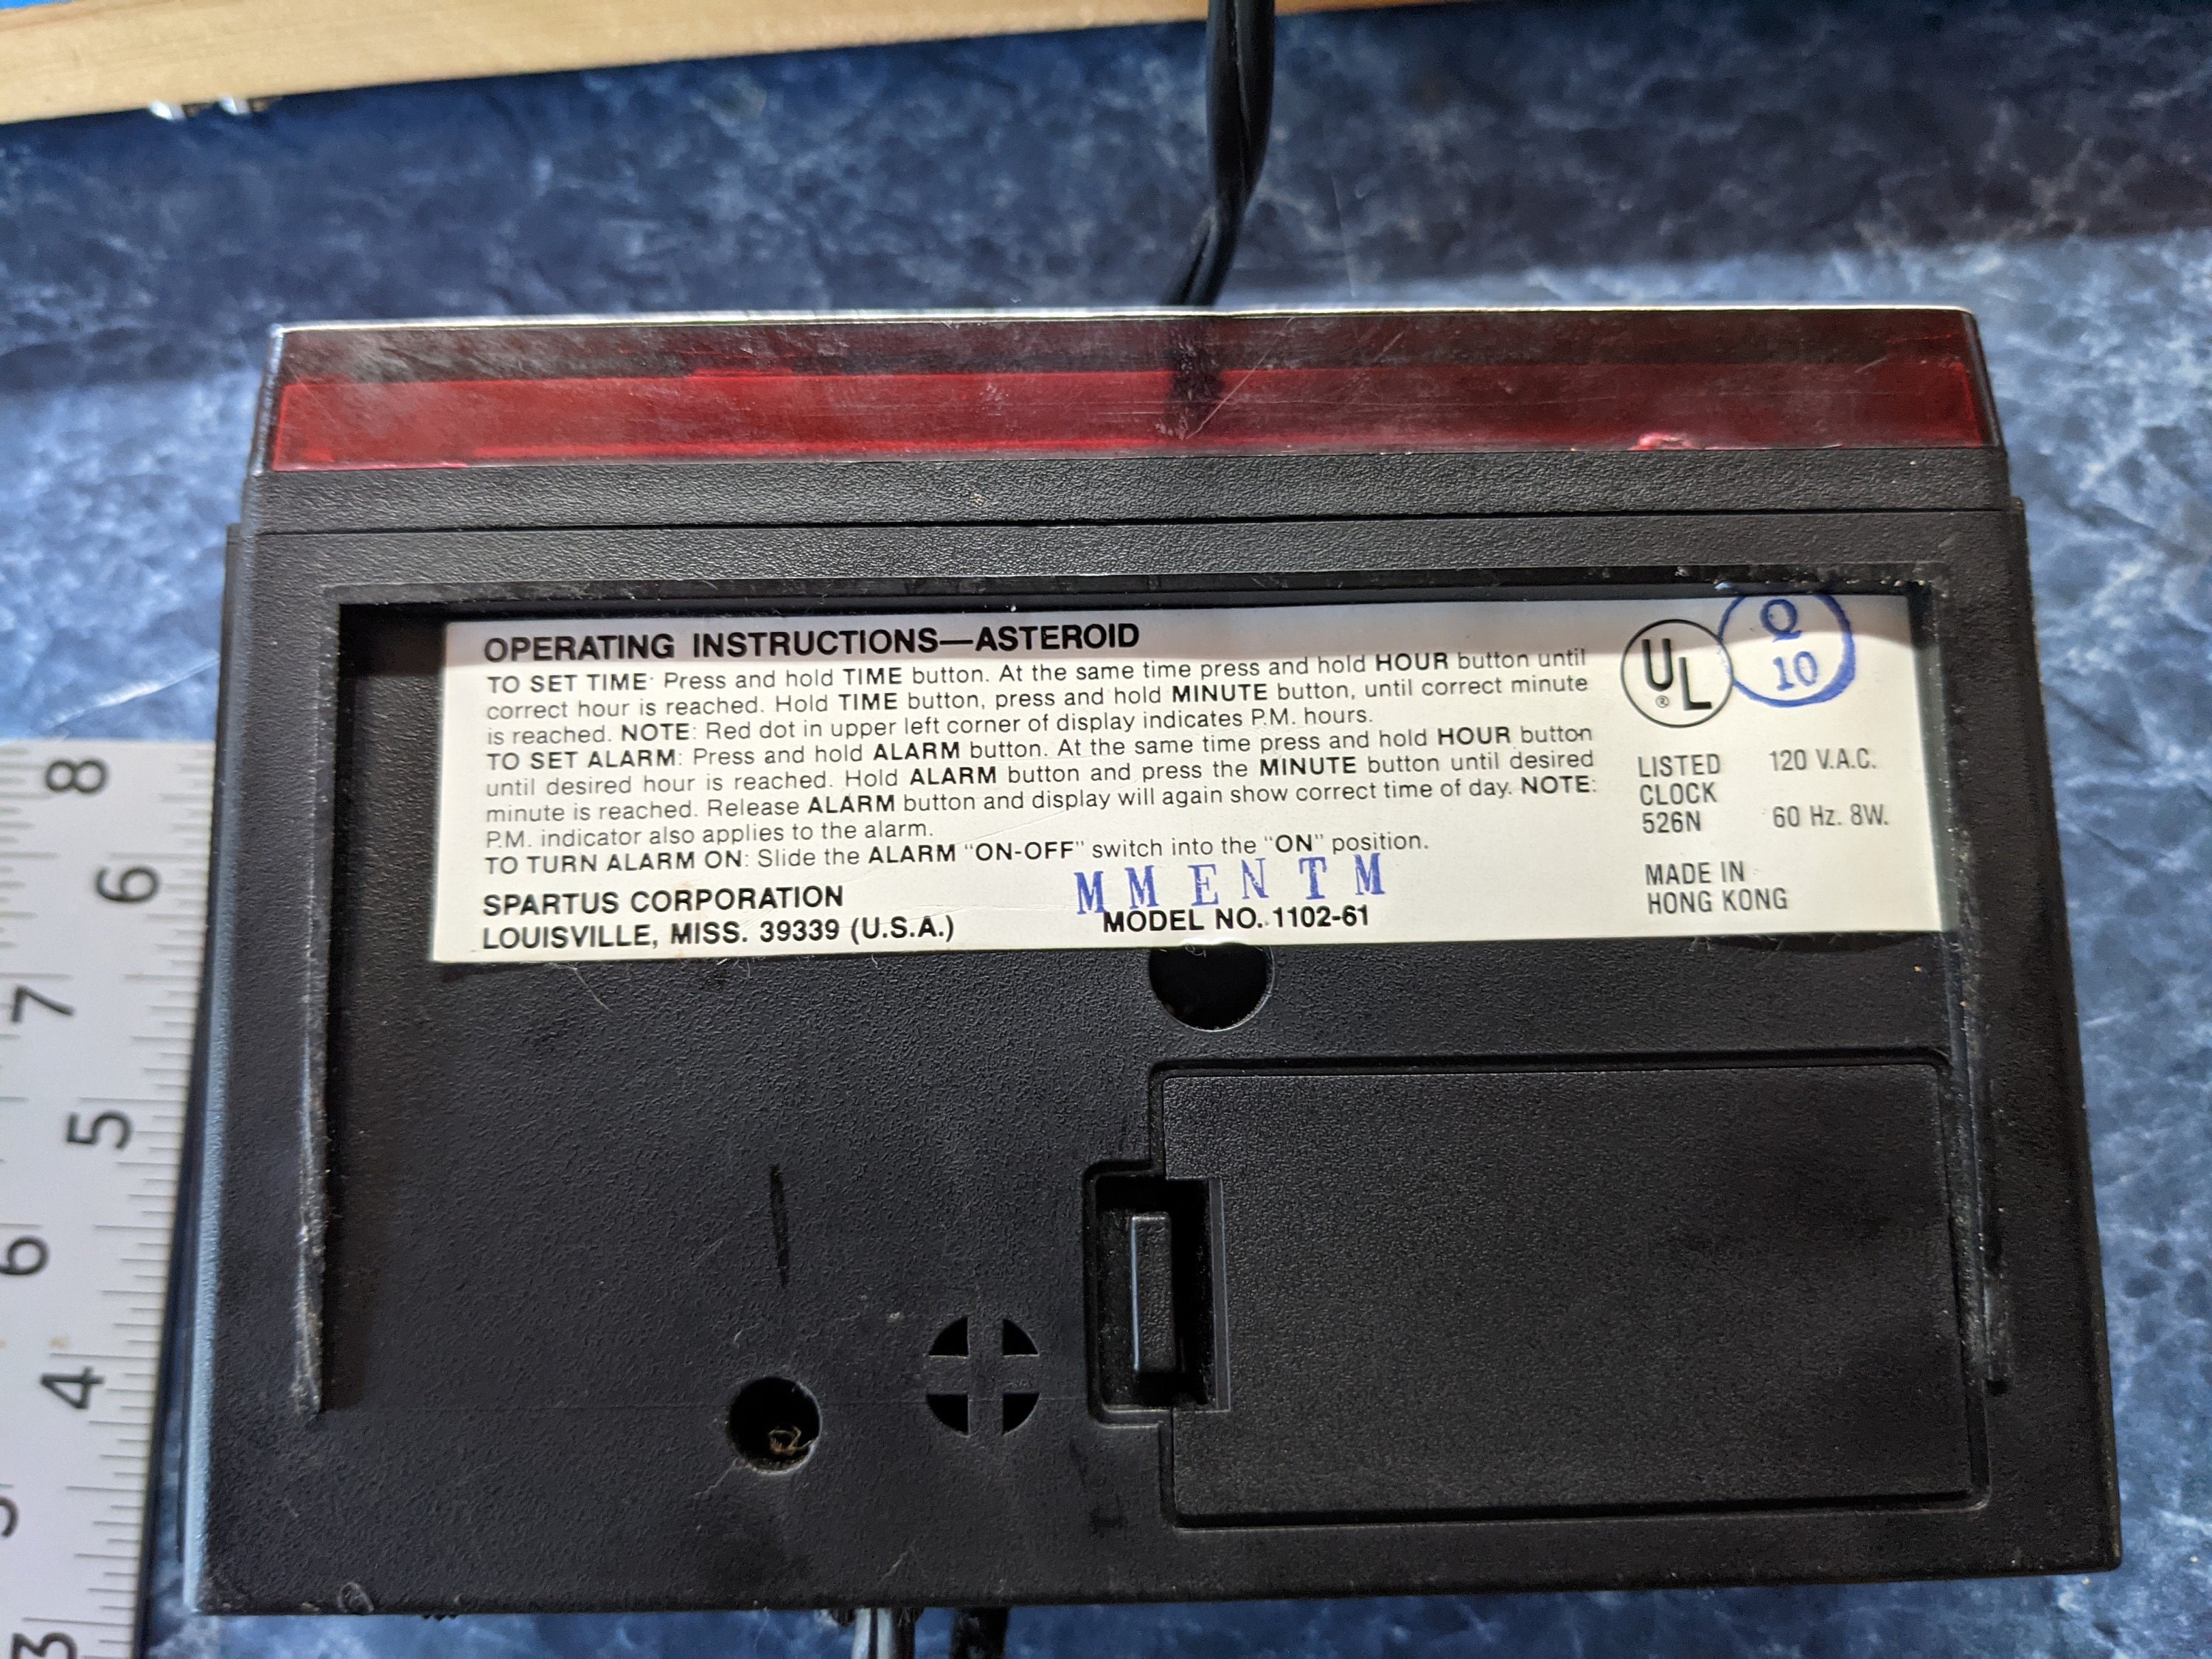 OPERATING INSTRUCTIONS—ASTEROID
TO SET TIME: Press and hold TIME button. At the same time press and hold HOUR button until
correct hour is reached. Hold TIME button, press and hold MINUTE button, until correct minute
is reached. NOTE: Red dot in upper left corner of display indicates P.M. hours.
TO SET ALARM: Press and hold ALARM button. At the same time press and hold HOUR button
until desired hour is reached. Hold ALARM button and press the MINUTE button until desired
minute is reached. Release ALARM button and display will again show correct time of day. NOTE:
P.M. indicator also applies to the alarm.
TO TURN ALARM ON: Slide the ALARM "ON-OFF" switch into the "ON" position.
SPARTUS CORPORATION
LOUISVILLE, MISS. 39339 (U.S.A.)
M M E N T M
MODEL NO. 1102-61
UL ®
Q
10
LISTED
CLOCK
526N
120 V.A.C.
60 Hz. 8W.
MADE IN
HONG KONG
8
7
6
6
5
4
3